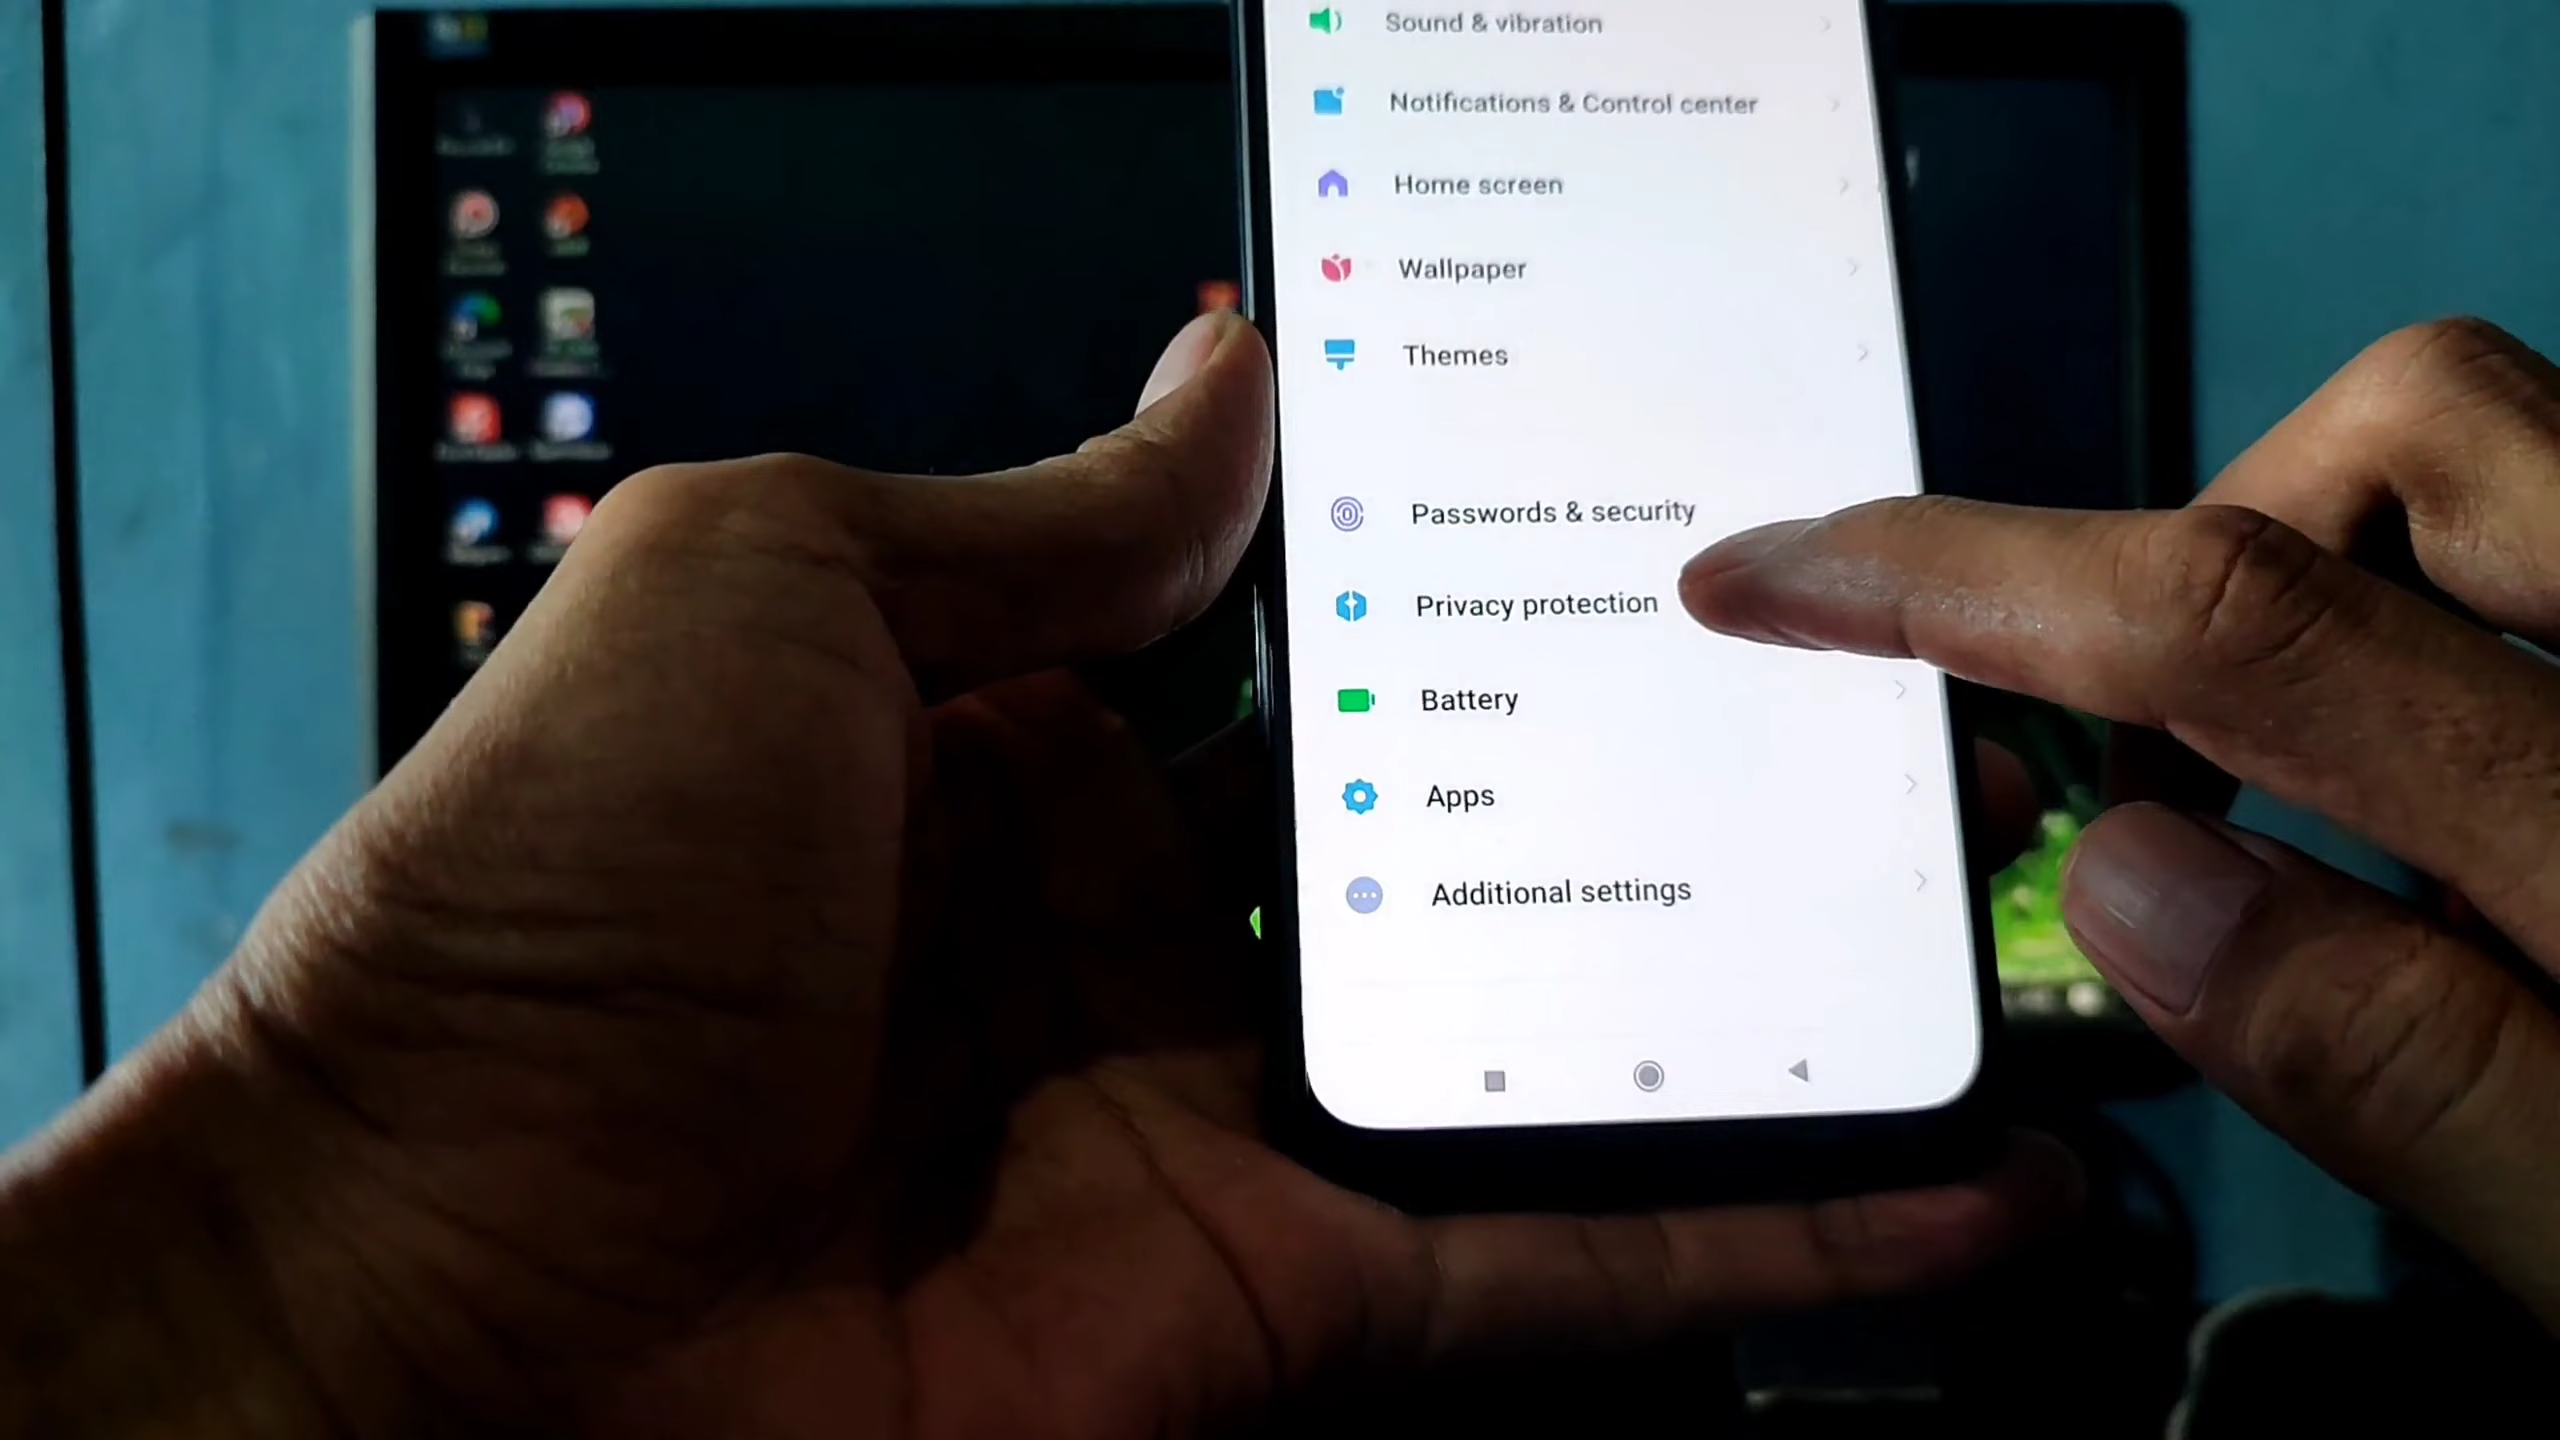 Sound & vibration
Notifications & Control center
Home screen
Wallpaper
Themes
Passwords & security
Privacy protection
Battery
Apps
Additional settings